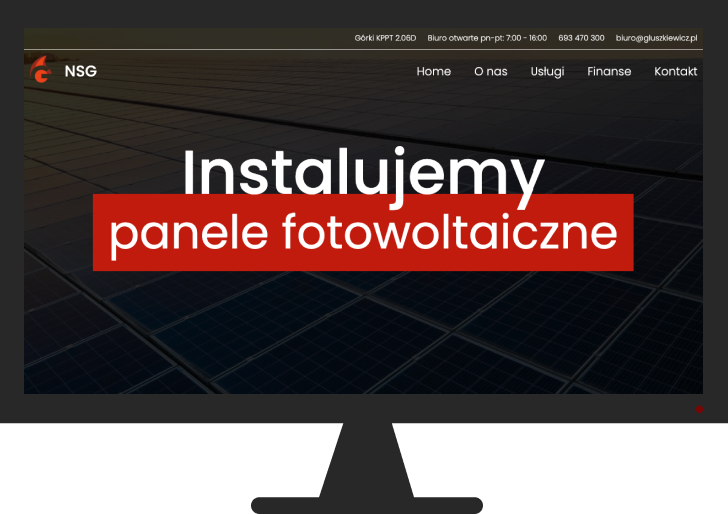 Górki KPPT 2.06D Biuro otwarte pn-pt: 7:00 - 16:00 693 470 300 biuro@gluszkiewicz.pl
NSG Home O nas Usługi Finanse Kontakt
Instalujemy
panele fotowoltaiczne